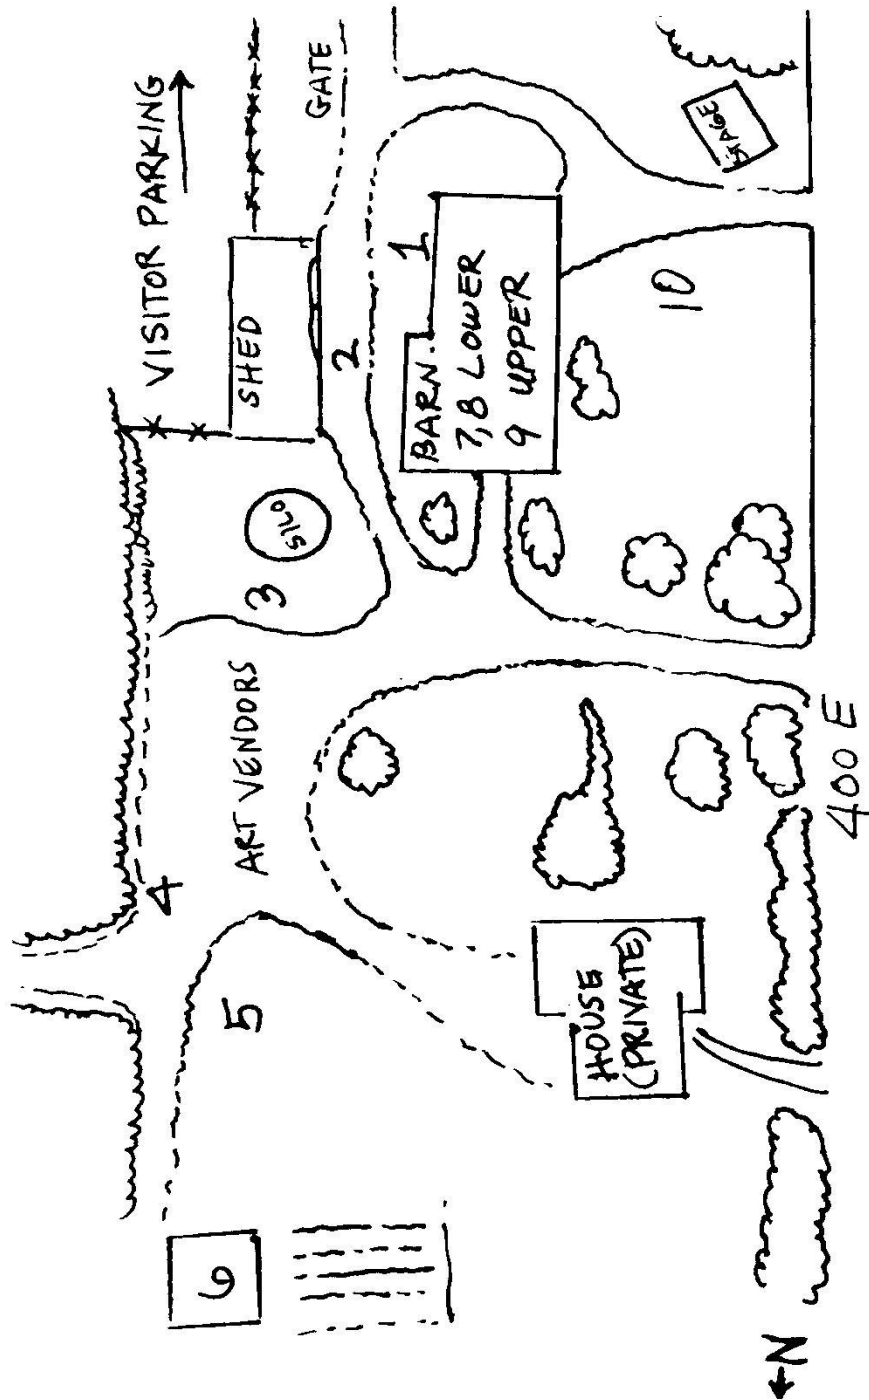 VISITOR PARKING
GATE
SHED
STAGE
1
2
BARN.
7,8 LOWER
9 UPPER
10
SILO
3
ART VENDORS
4
5
HOUSE
(PRIVATE)
400 E
6
N